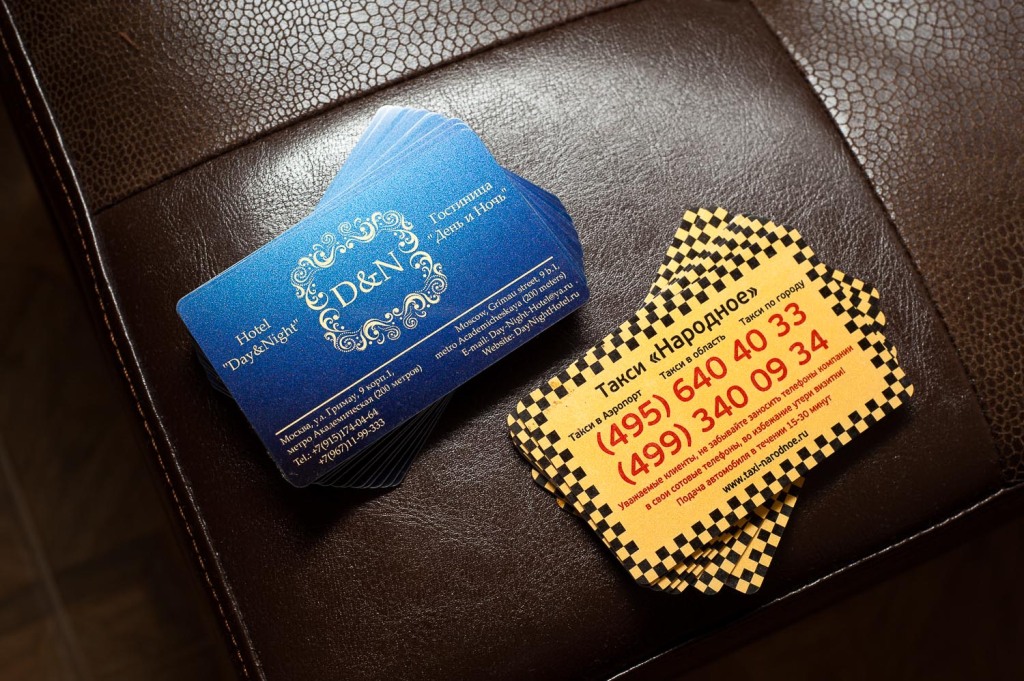 Hotel
"Day&Night"
D&N
Гостиница
"День и Ночь"
Москва, ул. Гримау, 9 корп.1,
метро Академическая (200 метров)
Tel.: +7(915)174-04-64
+7(967)11-99-333
Moscow, Grimau street, 9 b.1,
metro Academicheskaya (200 meters)
E-mail: Day-Night-Hotel@ya.ru
Website: DayNightHotel.ru
Такси «Народное»
Такси в Аэропорт Такси в область Такси по городу
(495) 640 40 33
(499) 340 09 34
Уважаемые клиенты, не забывайте заносить телефоны компании
в свои сотовые телефоны, во избежание утери визитки!
Подача автомобиля в течении 15-30 минут
www.taxi-narodnoe.ru